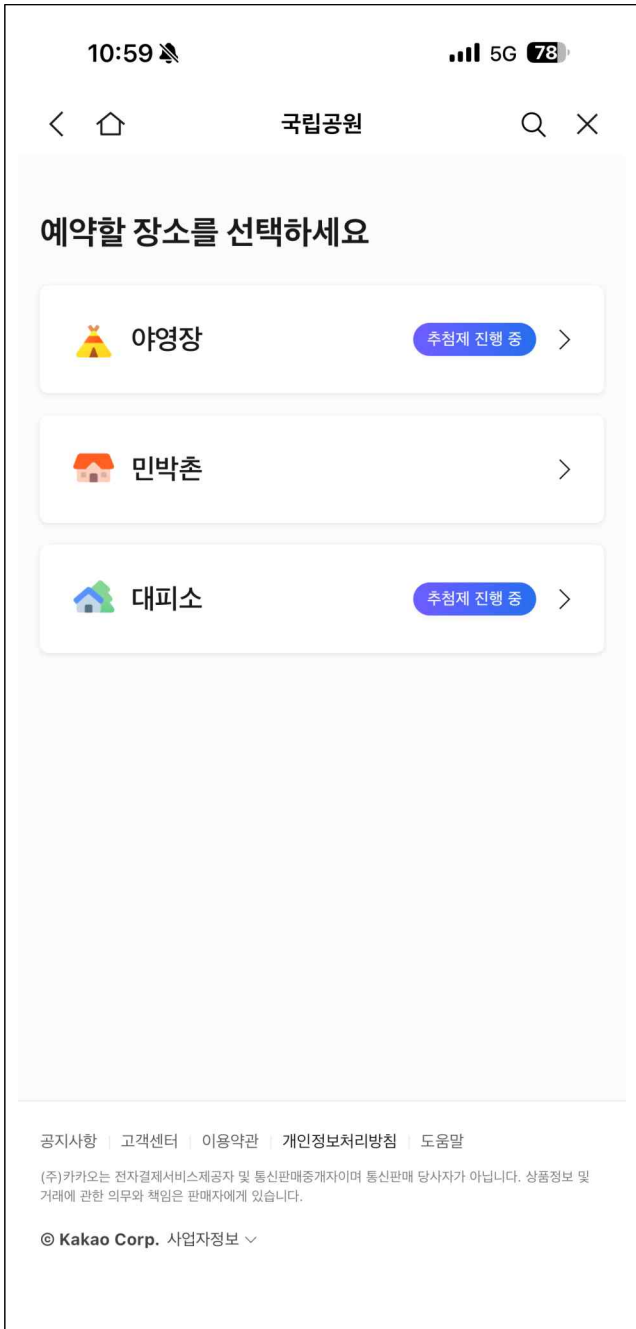 10:59 5G 78
국립공원
예약할 장소를 선택하세요
야영장 추첨제 진행 중
민박촌
대피소 추첨제 진행 중
공지사항 고객센터 이용약관 개인정보처리방침 도움말
(주)카카오는 전자결제서비스제공자 및 통신판매중개자이며 통신판매 당사자가 아닙니다. 상품정보 및
거래에 관한 의무와 책임은 판매자에게 있습니다.
© Kakao Corp. 사업자정보